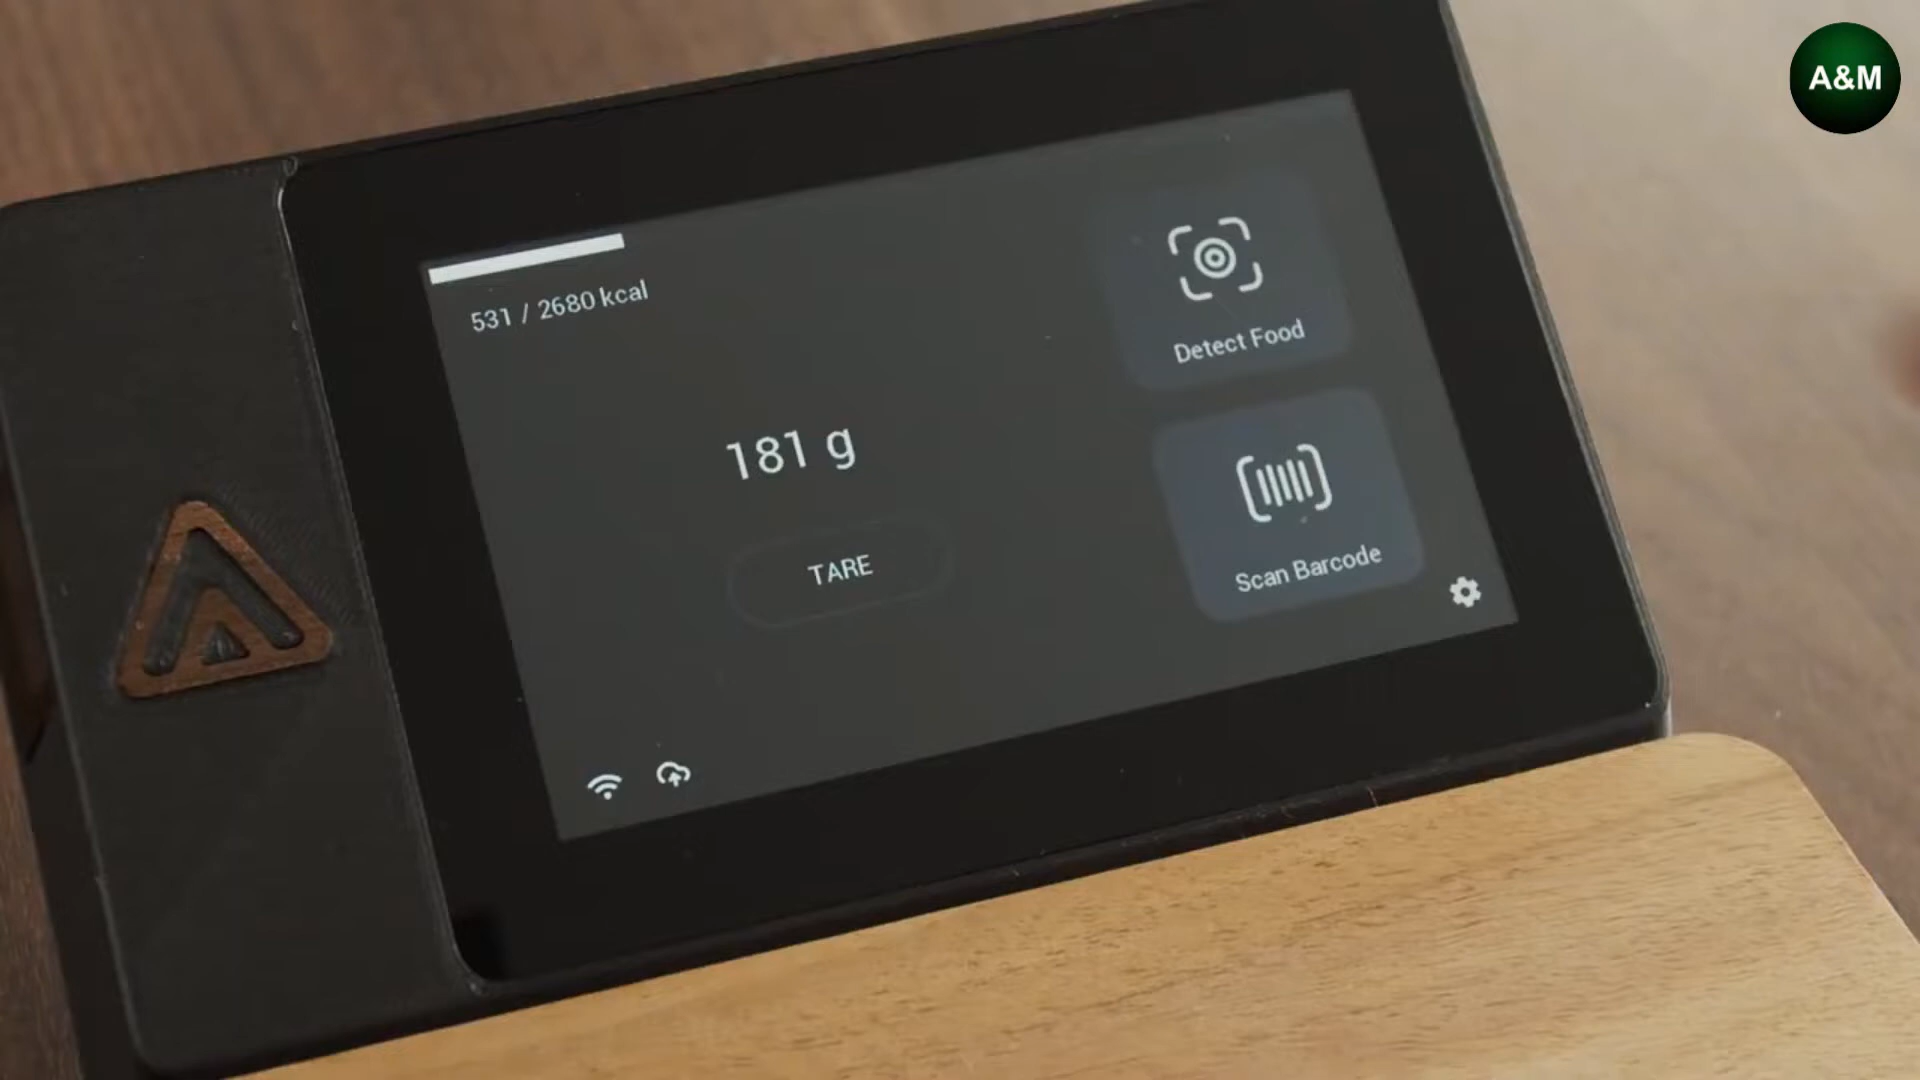 A&M
531 / 2680 kcal
Detect Food
181 g
TARE
Scan Barcode